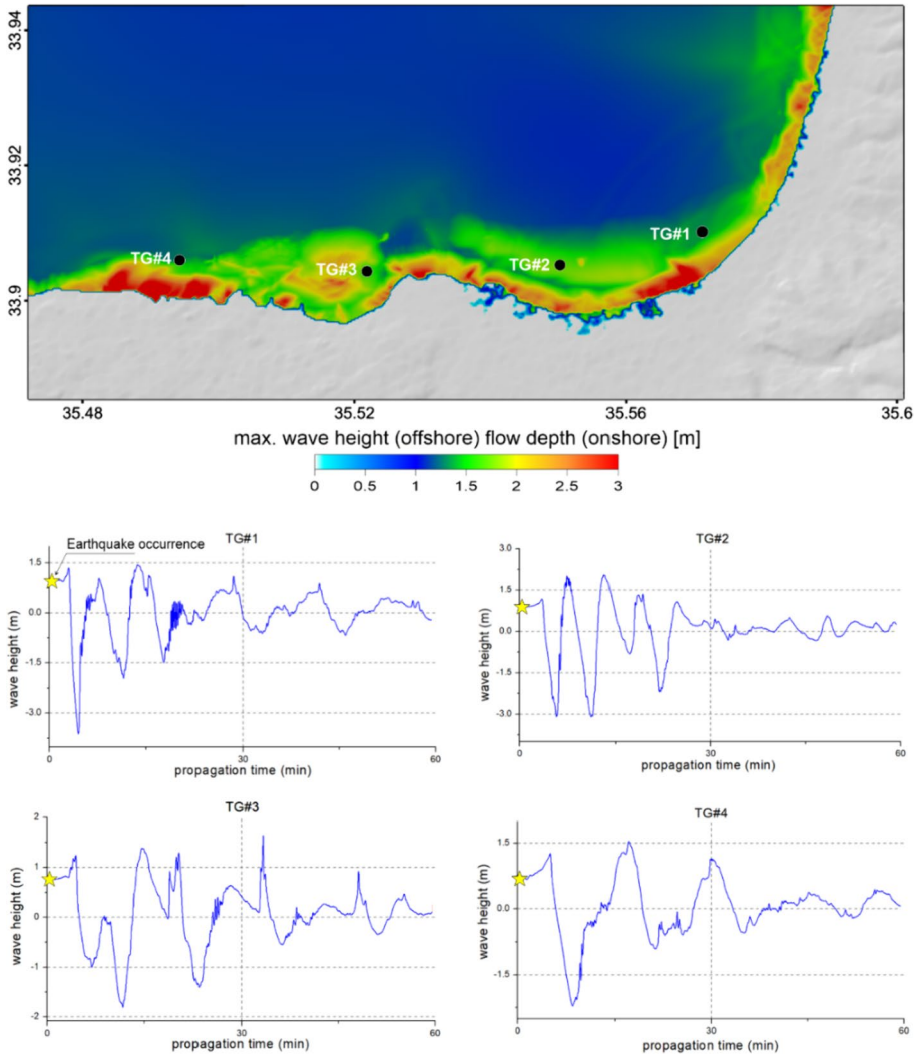 33.94
33.92
33.9
TG#1
TG#2
TG#3
TG#4
35.48 35.52 35.56 35.6
max. wave height (offshore) flow depth (onshore) [m]
0 0.5 1 1.5 2 2.5 3
Earthquake occurrence
TG#1
1.5
0.0
-1.5
-3.0
wave height (m)
0 30 60
propagation time (min)
TG#2
3.0
1.5
0.0
-1.5
-3.0
wave height (m)
0 30 60
propagation time (min)
TG#3
2
1
0
-1
-2
wave height (m)
0 30 60
propagation time (min)
TG#4
1.5
0.0
-1.5
wave height (m)
0 30 60
propagation time (min)